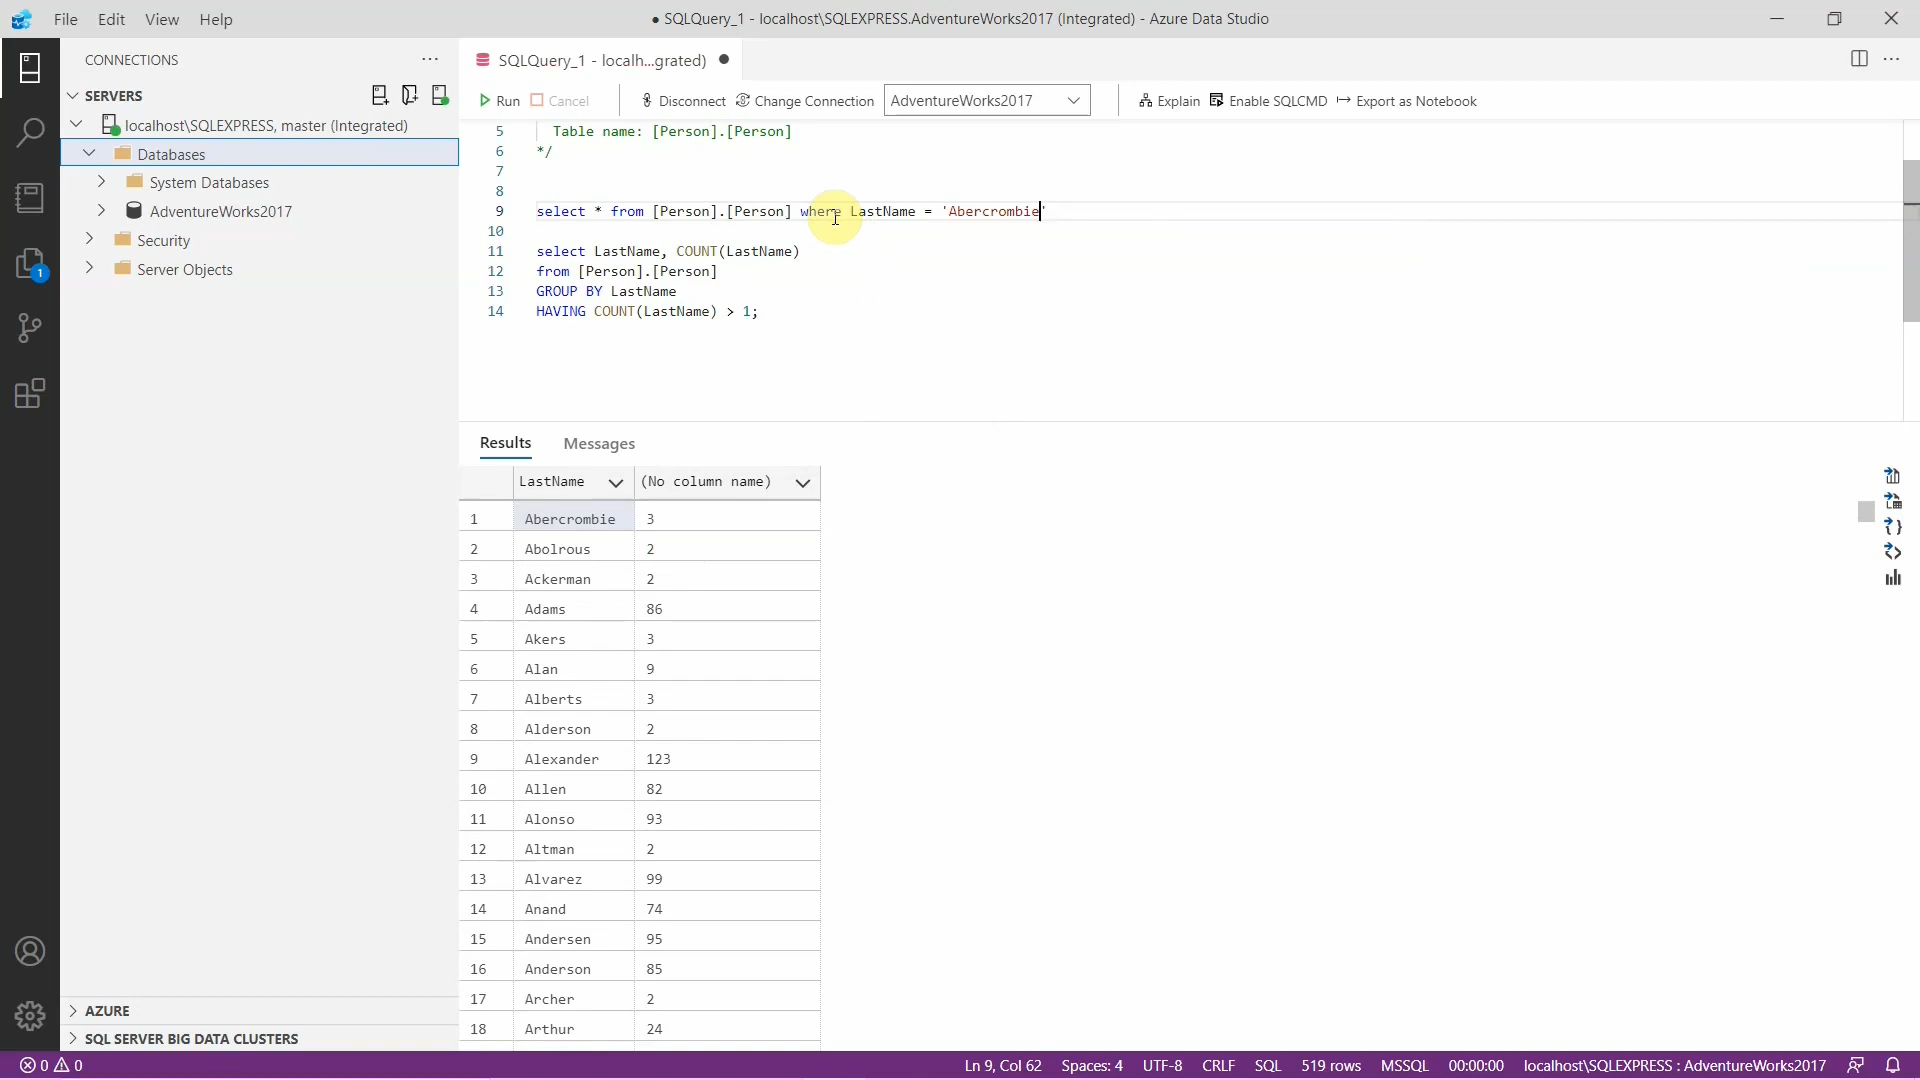 File Edit View Help
● SQLQuery_1 - localhost\SQLEXPRESS.AdventureWorks2017 (Integrated) - Azure Data Studio
CONNECTIONS
SERVERS
localhost\SQLEXPRESS, master (Integrated)
Databases
System Databases
AdventureWorks2017
Security
Server Objects
1
AZURE
SQL SERVER BIG DATA CLUSTERS
SQLQuery_1 - localh...grated)
Run Cancel Disconnect Change Connection AdventureWorks2017 Explain Enable SQLCMD Export as Notebook
5 Table name: [Person].[Person]
6 */
7
8
9 select * from [Person].[Person] where LastName = 'Abercrombie'
10
11 select LastName, COUNT(LastName)
12 from [Person].[Person]
13 GROUP BY LastName
14 HAVING COUNT(LastName) > 1;
Results Messages
LastName (No column name)
1 Abercrombie 3
2 Abolrous 2
3 Ackerman 2
4 Adams 86
5 Akers 3
6 Alan 9
7 Alberts 3
8 Alderson 2
9 Alexander 123
10 Allen 82
11 Alonso 93
12 Altman 2
13 Alvarez 99
14 Anand 74
15 Andersen 95
16 Anderson 85
17 Archer 2
18 Arthur 24
0 0 Ln 9, Col 62 Spaces: 4 UTF-8 CRLF SQL 519 rows MSSQL 00:00:00 localhost\SQLEXPRESS : AdventureWorks2017